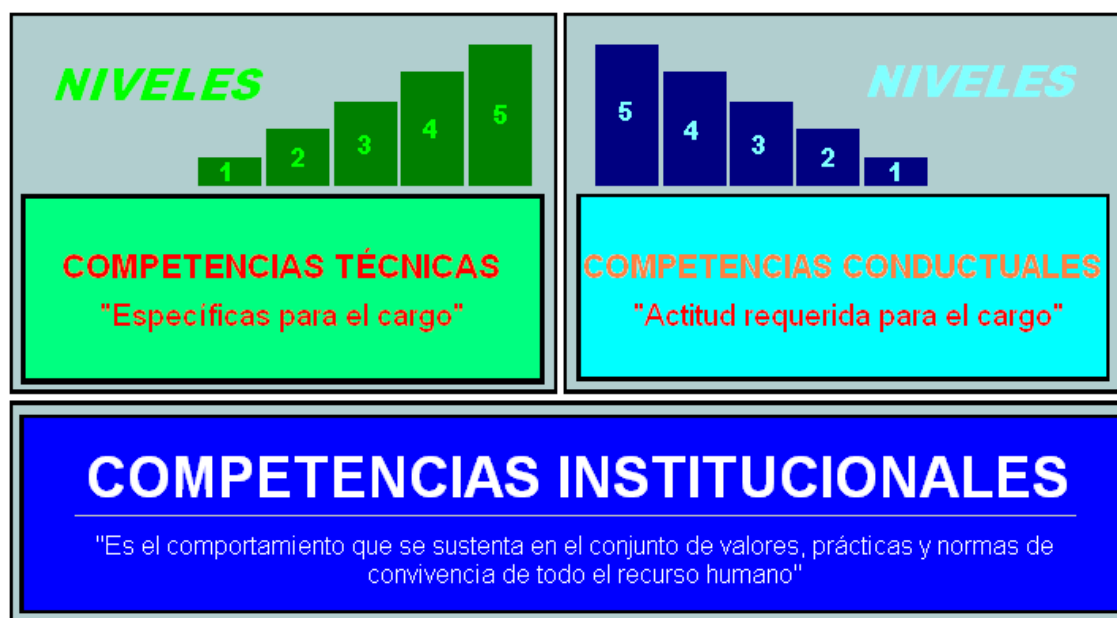 NIVELES
1 2 3 4 5
COMPETENCIAS TÉCNICAS
"Específicas para el cargo"
NIVELES
5 4 3 2 1
COMPETENCIAS CONDUCTUALES
"Actitud requerida para el cargo"
COMPETENCIAS INSTITUCIONALES
"Es el comportamiento que se sustenta en el conjunto de valores, prácticas y normas de
convivencia de todo el recurso humano"